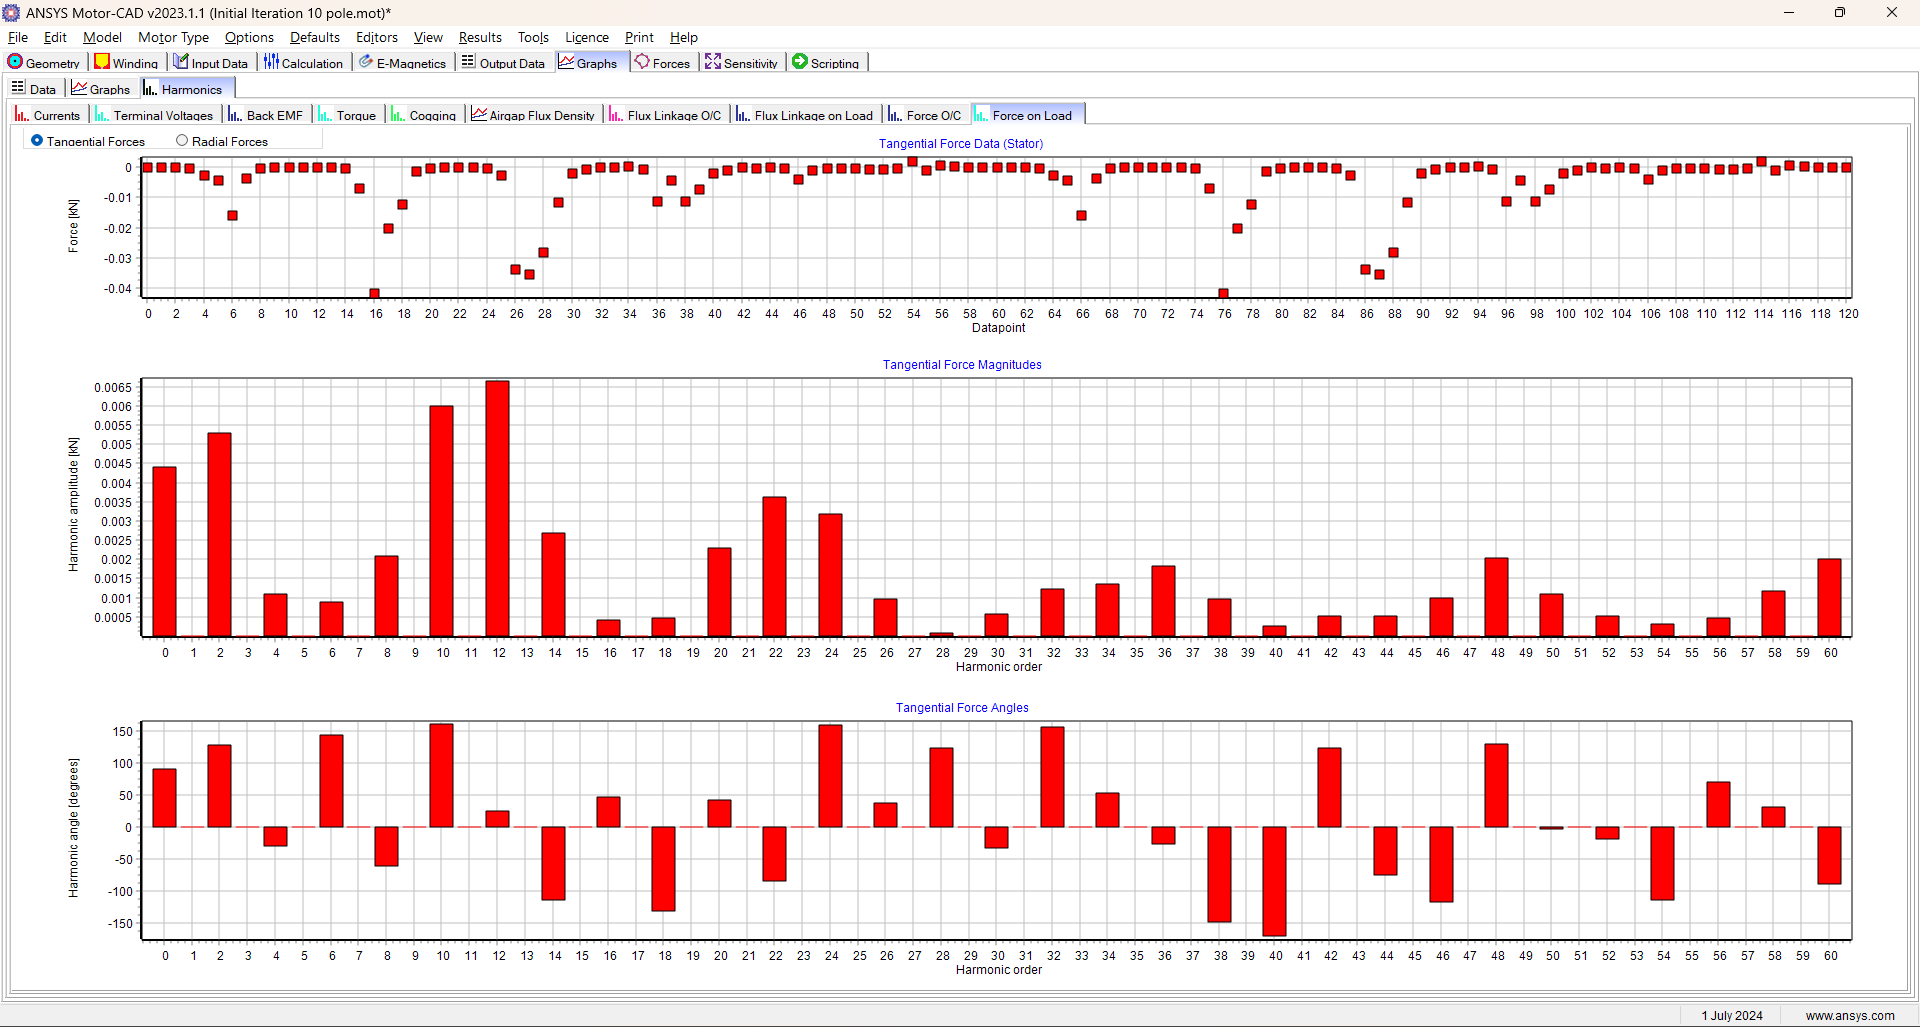 ANSYS Motor-CAD v2023.1.1 (Initial Iteration 10 pole.mot)*
File Edit Model Motor Type Options Defaults Editors View Results Tools Licence Print Help
Geometry Winding Input Data Calculation E-Magnetics Output Data Graphs Forces Sensitivity Scripting
Data Graphs Harmonics
Currents Terminal Voltages Back EMF Torque Cogging Airgap Flux Density Flux Linkage O/C Flux Linkage on Load Force O/C Force on Load
Tangential Forces Radial Forces
Tangential Force Data (Stator)
Force [kN]
0
-0.01
-0.02
-0.03
-0.04
0 2 4 6 8 10 12 14 16 18 20 22 24 26 28 30 32 34 36 38 40 42 44 46 48 50 52 54 56 58 60 62 64 66 68 70 72 74 76 78 80 82 84 86 88 90 92 94 96 98 100 102 104 106 108 110 112 114 116 118 120
Datapoint
Tangential Force Magnitudes
Harmonic amplitude [kN]
0.0065
0.006
0.0055
0.005
0.0045
0.004
0.0035
0.003
0.0025
0.002
0.0015
0.001
0.0005
0 1 2 3 4 5 6 7 8 9 10 11 12 13 14 15 16 17 18 19 20 21 22 23 24 25 26 27 28 29 30 31 32 33 34 35 36 37 38 39 40 41 42 43 44 45 46 47 48 49 50 51 52 53 54 55 56 57 58 59 60
Harmonic order
Tangential Force Angles
Harmonic angle [degrees]
150
100
50
0
-50
-100
-150
0 1 2 3 4 5 6 7 8 9 10 11 12 13 14 15 16 17 18 19 20 21 22 23 24 25 26 27 28 29 30 31 32 33 34 35 36 37 38 39 40 41 42 43 44 45 46 47 48 49 50 51 52 53 54 55 56 57 58 59 60
Harmonic order
1 July 2024 www.ansys.com